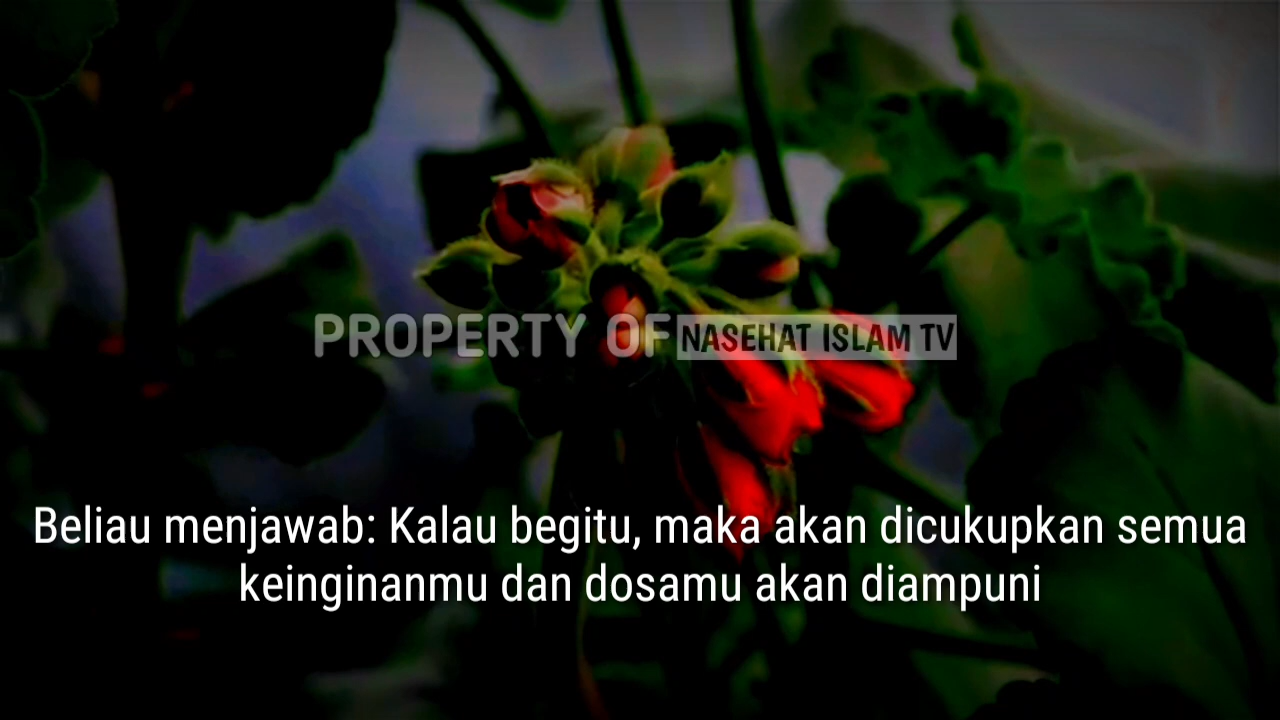 PROPERTY OF NASEHAT ISLAM TV
Beliau menjawab: Kalau begitu, maka akan dicukupkan semua
keinginanmu dan dosamu akan diampuni